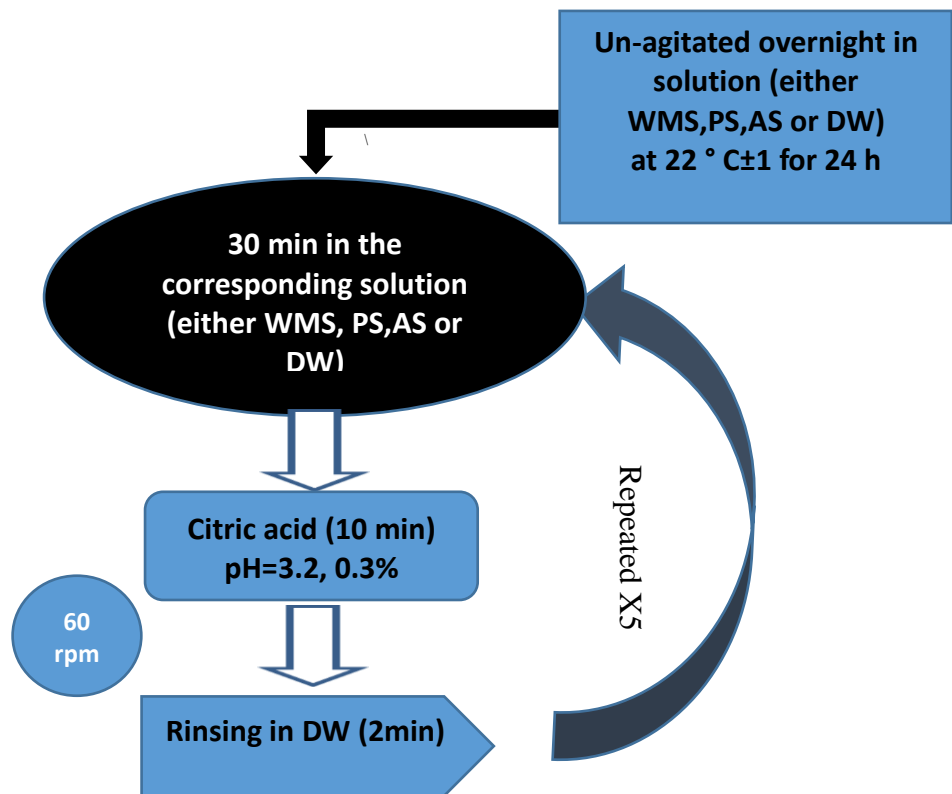 Un-agitated overnight in
solution (either
WMS,PS,AS or DW)
at 22 ° C±1 for 24 h
\
30 min in the
corresponding solution
(either WMS, PS,AS or
DW)
Citric acid (10 min)
pH=3.2, 0.3%
60
rpm
Rinsing in DW (2min)
Repeated X5